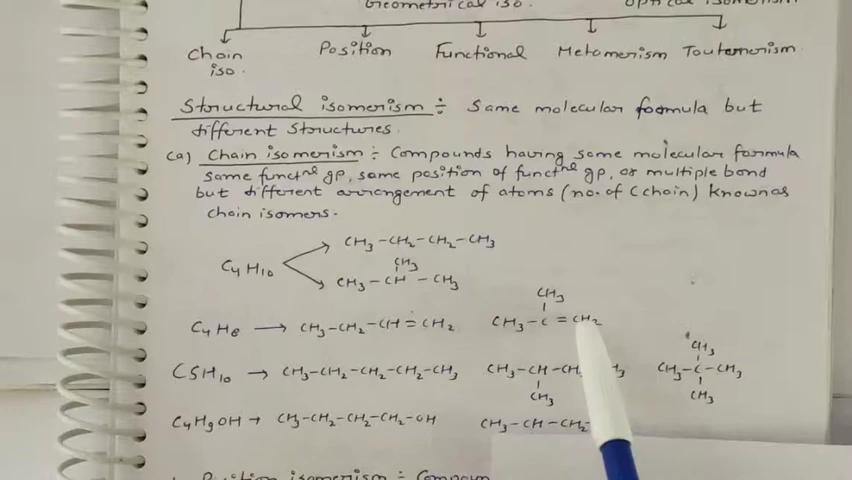 Geometrical iso.
Chain iso. Position Functional Metamerism Toutemerism
Structural isomerism ÷ Same molecular formula but
different Structures.
(a) Chain isomerism ÷ Compounds having same molecular formula
same functnal gp, same position of functnal gp, or multiple bond
but different arrangement of atoms (no. of C chain) known as
chain isomers.
CH3-CH2-CH2-CH3
CH3
C4H10
CH3-CH-CH3
CH3
C4H8 → CH3-CH2-CH=CH2 CH3-C=CH2
CH3
C5H10 → CH3-CH2-CH2-CH2-CH3 CH3-CH-CH CH3-C-CH3
CH3 CH3
C4H9OH → CH3-CH2-CH2-CH2-OH CH3-CH-CH2-
isomerism ÷